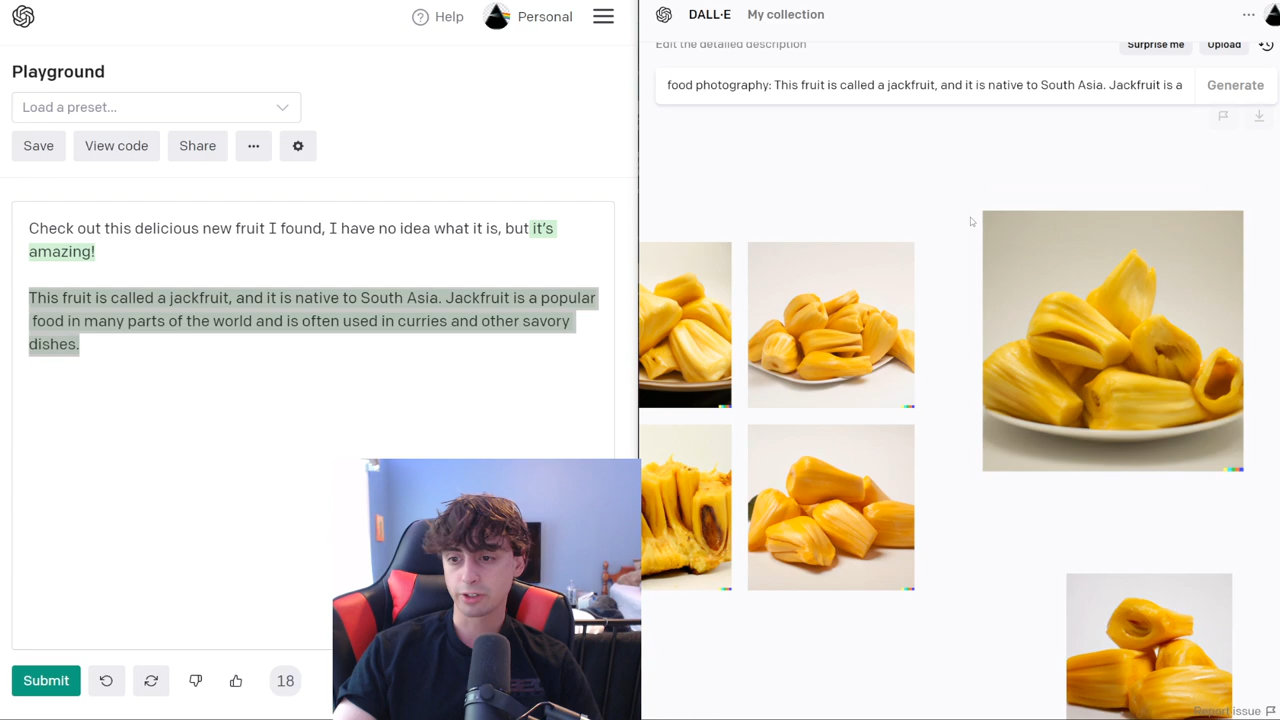 Help
Personal
Playground
Load a preset...
Save
View code
Share
Check out this delicious new fruit I found, I have no idea what it is, but it's
amazing!
This fruit is called a jackfruit, and it is native to South Asia. Jackfruit is a popular
food in many parts of the world and is often used in curries and other savory
dishes.
Submit
18
DALL·E
My collection
Edit the detailed description
Surprise me
Upload
food photography: This fruit is called a jackfruit, and it is native to South Asia. Jackfruit is a
Generate
Report issue